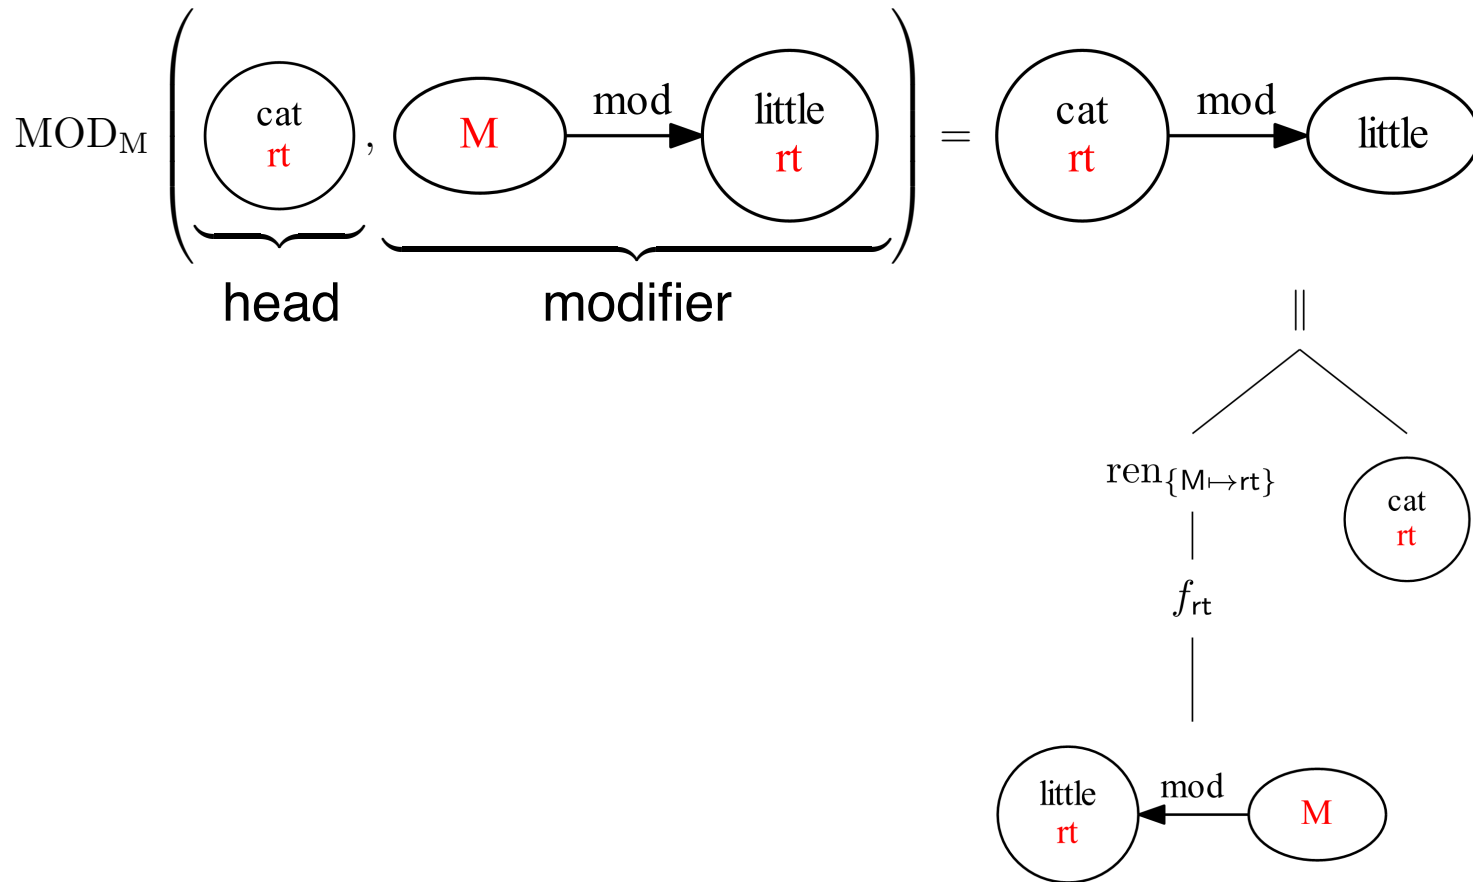 MOD_M ( cat rt , M mod little rt ) = cat rt mod little
head modifier
||
ren_{M↦rt} cat rt
f_rt
little rt mod M